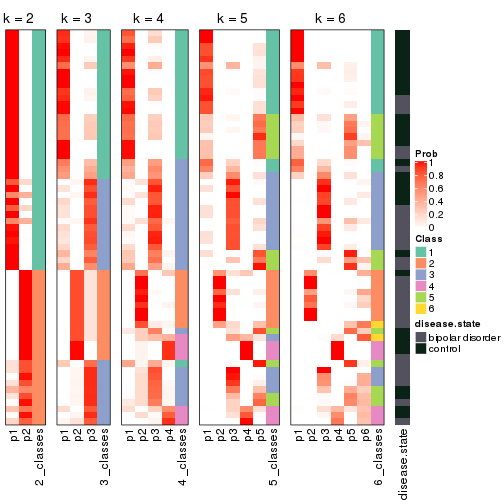 k = 2 k = 3 k = 4 k = 5 k = 6
Prob
1
0.8
0.6
0.4
0.2
0
Class
1
2
3
4
5
6
disease.state
bipolar disorder
control
p1 p2 2_classes
p1 p2 p3 3_classes
p1 p2 p3 p4 4_classes
p1 p2 p3 p4 p5 5_classes
p1 p2 p3 p4 p5 p6 6_classes
disease.state